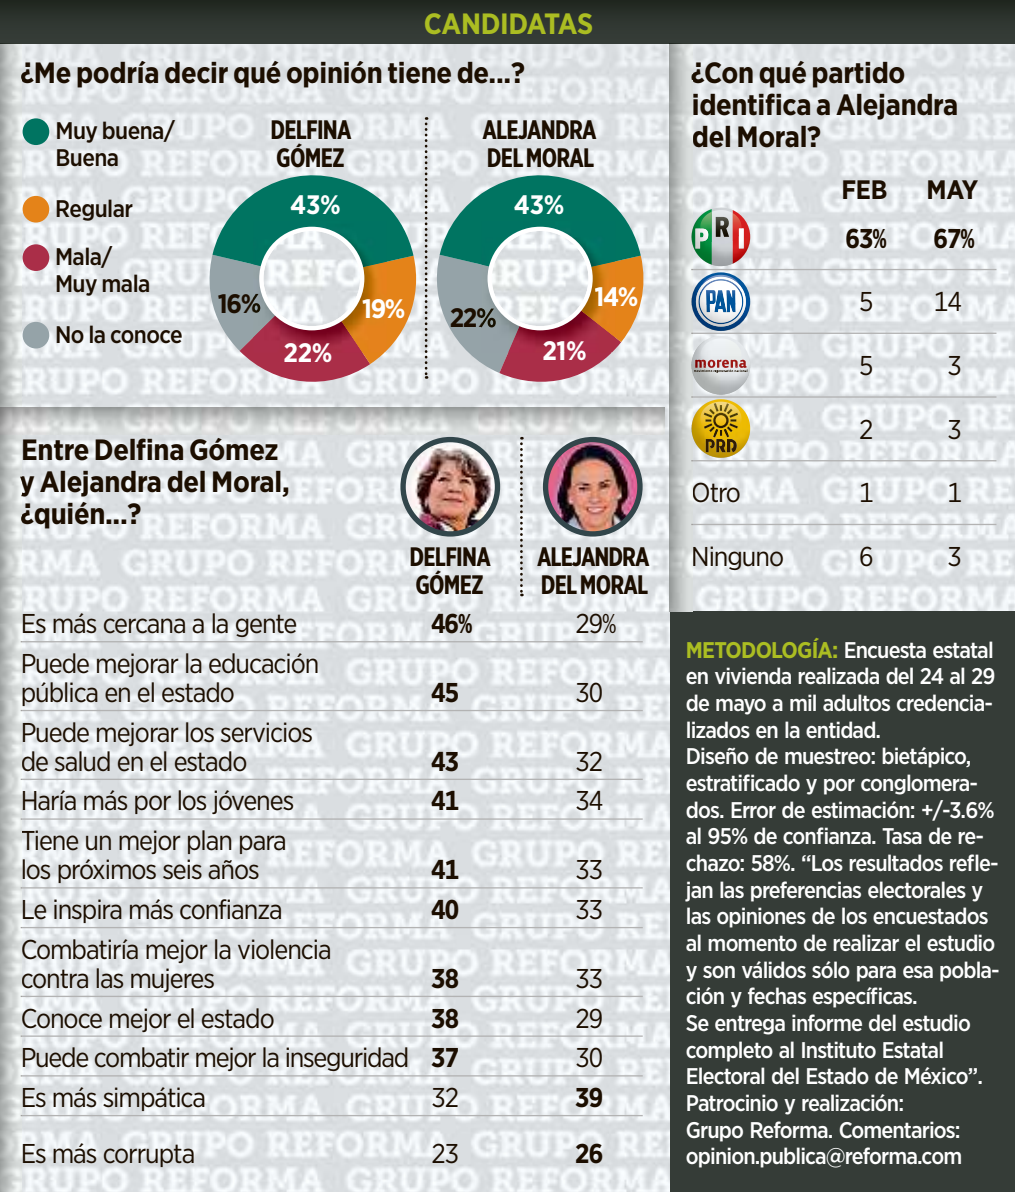 CANDIDATAS
¿Me podría decir qué opinión tiene de...?
Muy buena/
Buena
Regular
Mala/
Muy mala
No la conoce
DELFINA
GÓMEZ
43%
19%
22%
16%
ALEJANDRA
DEL MORAL
43%
14%
21%
22%
Entre Delfina Gómez
y Alejandra del Moral,
¿quién...?
DELFINA
GÓMEZ
ALEJANDRA
DEL MORAL
Es más cercana a la gente 46% 29%
Puede mejorar la educación
pública en el estado 45 30
Puede mejorar los servicios
de salud en el estado 43 32
Haría más por los jóvenes 41 34
Tiene un mejor plan para
los próximos seis años 41 33
Le inspira más confianza 40 33
Combatiría mejor la violencia
contra las mujeres 38 33
Conoce mejor el estado 38 29
Puede combatir mejor la inseguridad 37 30
Es más simpática 32 39
Es más corrupta 23 26
¿Con qué partido
identifica a Alejandra
del Moral?
FEB MAY
PRI 63% 67%
PAN 5 14
morena 5 3
PRD 2 3
Otro 1 1
Ninguno 6 3
METODOLOGÍA: Encuesta estatal
en vivienda realizada del 24 al 29
de mayo a mil adultos credencia-
lizados en la entidad.
Diseño de muestreo: bietápico,
estratificado y por conglomera-
dos. Error de estimación: +/-3.6%
al 95% de confianza. Tasa de re-
chazo: 58%. “Los resultados refle-
jan las preferencias electorales y
las opiniones de los encuestados
al momento de realizar el estudio
y son válidos sólo para esa pobla-
ción y fechas específicas.
Se entrega informe del estudio
completo al Instituto Estatal
Electoral del Estado de México”.
Patrocinio y realización:
Grupo Reforma. Comentarios:
opinion.publica@reforma.com